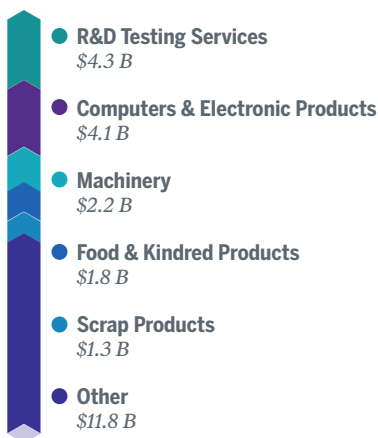 R&D Testing Services
$4.3 B
Computers & Electronic Products
$4.1 B
Machinery
$2.2 B
Food & Kindred Products
$1.8 B
Scrap Products
$1.3 B
Other
$11.8 B